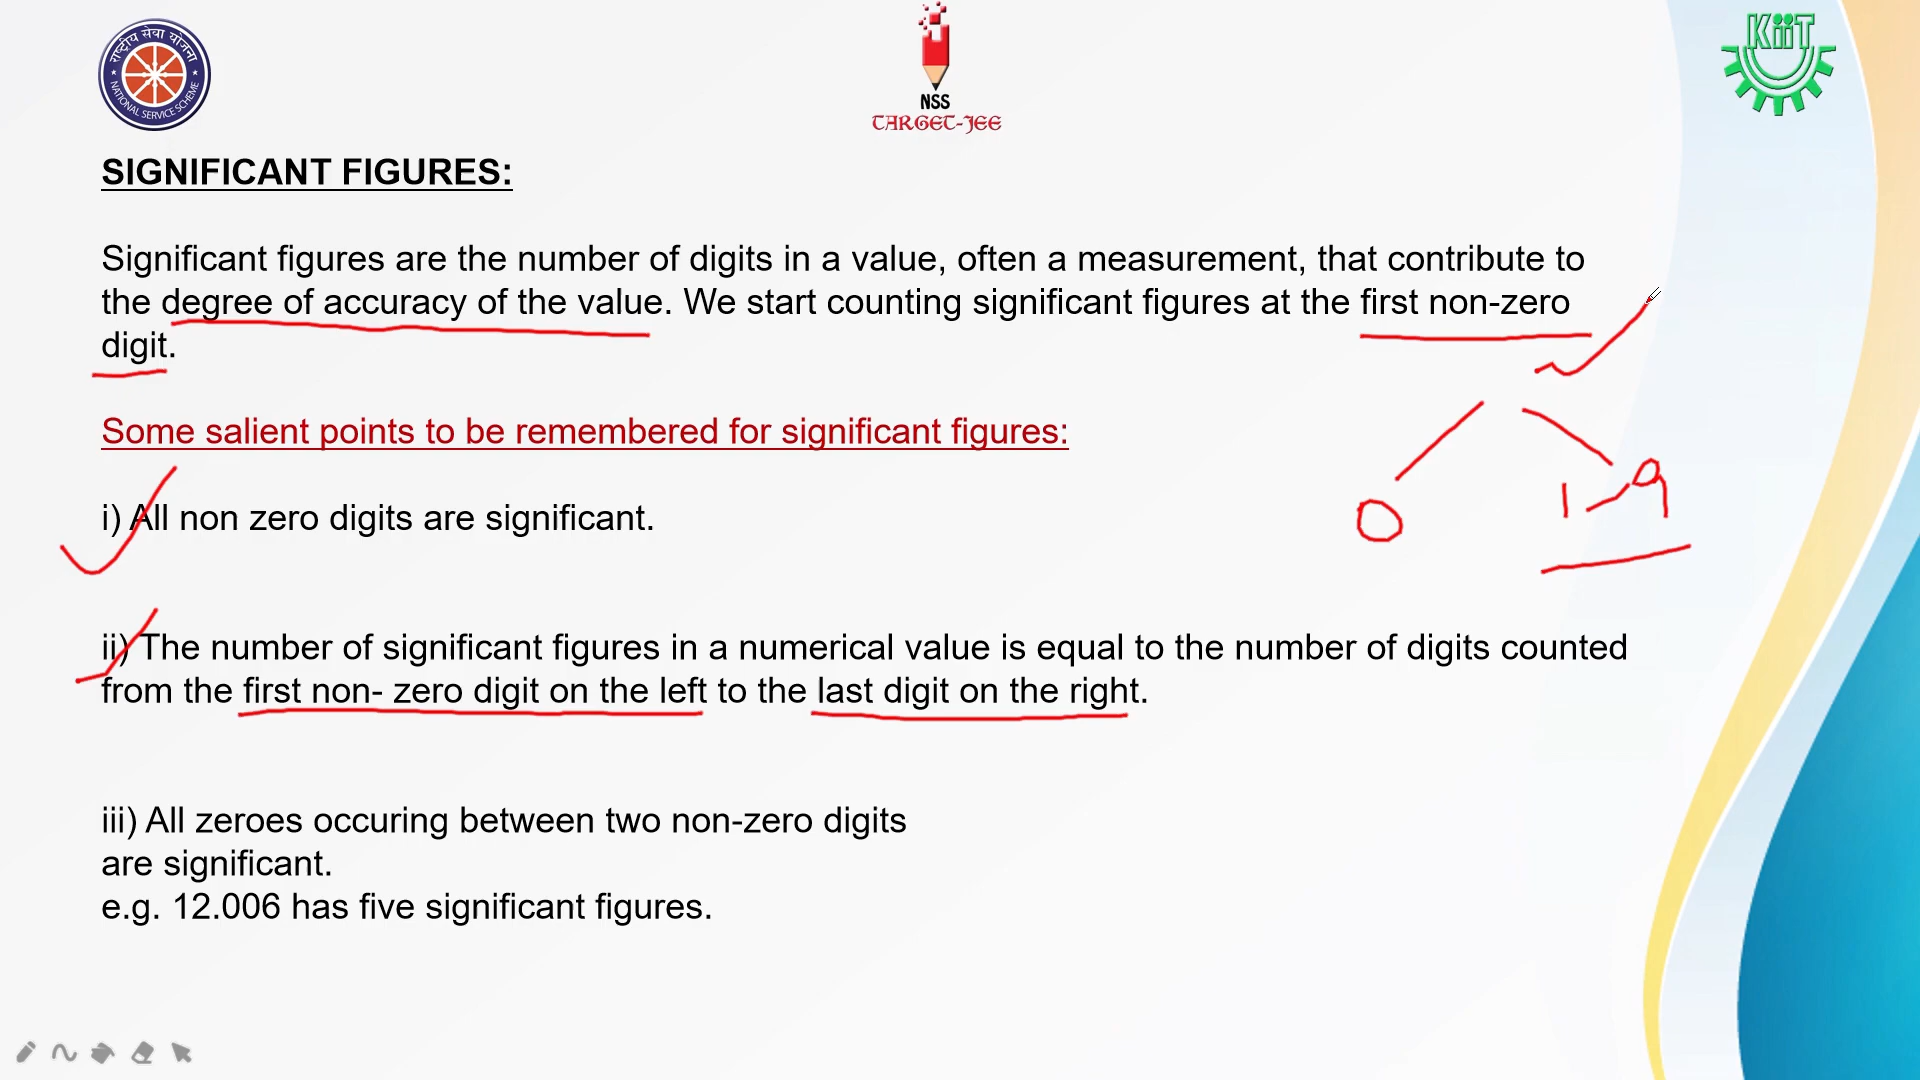 राष्ट्रीय सेवा योजना
NATIONAL SERVICE SCHEME
NSS
TARGET-JEE
KiiT
SIGNIFICANT FIGURES:
Significant figures are the number of digits in a value, often a measurement, that contribute to
the degree of accuracy of the value. We start counting significant figures at the first non-zero
digit.
Some salient points to be remembered for significant figures:
i) All non zero digits are significant.
0 1-9
ii) The number of significant figures in a numerical value is equal to the number of digits counted
from the first non- zero digit on the left to the last digit on the right.
iii) All zeroes occuring between two non-zero digits
are significant.
e.g. 12.006 has five significant figures.